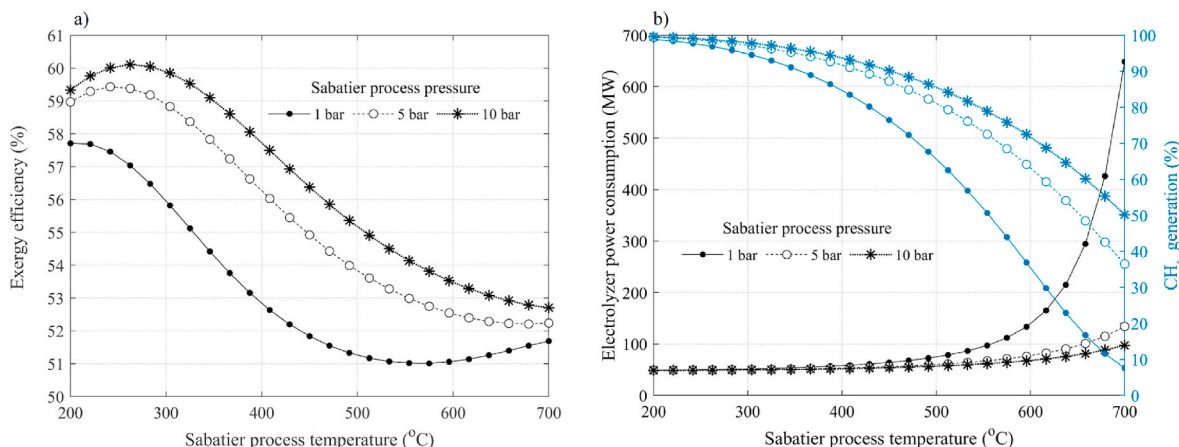 a)
61
60
59
58
57
56
55
54
53
52
51
50
Exergy efficiency (%)
Sabatier process pressure
1 bar 5 bar 10 bar
200 300 400 500 600 700
Sabatier process temperature (°C)
b)
700
600
500
400
300
200
100
0
Electrolyzer power consumption (MW)
Sabatier process pressure
1 bar 5 bar 10 bar
200 300 400 500 600 700
Sabatier process temperature (°C)
100
90
80
70
60
50
40
30
20
10
0
CH4 generation (%)